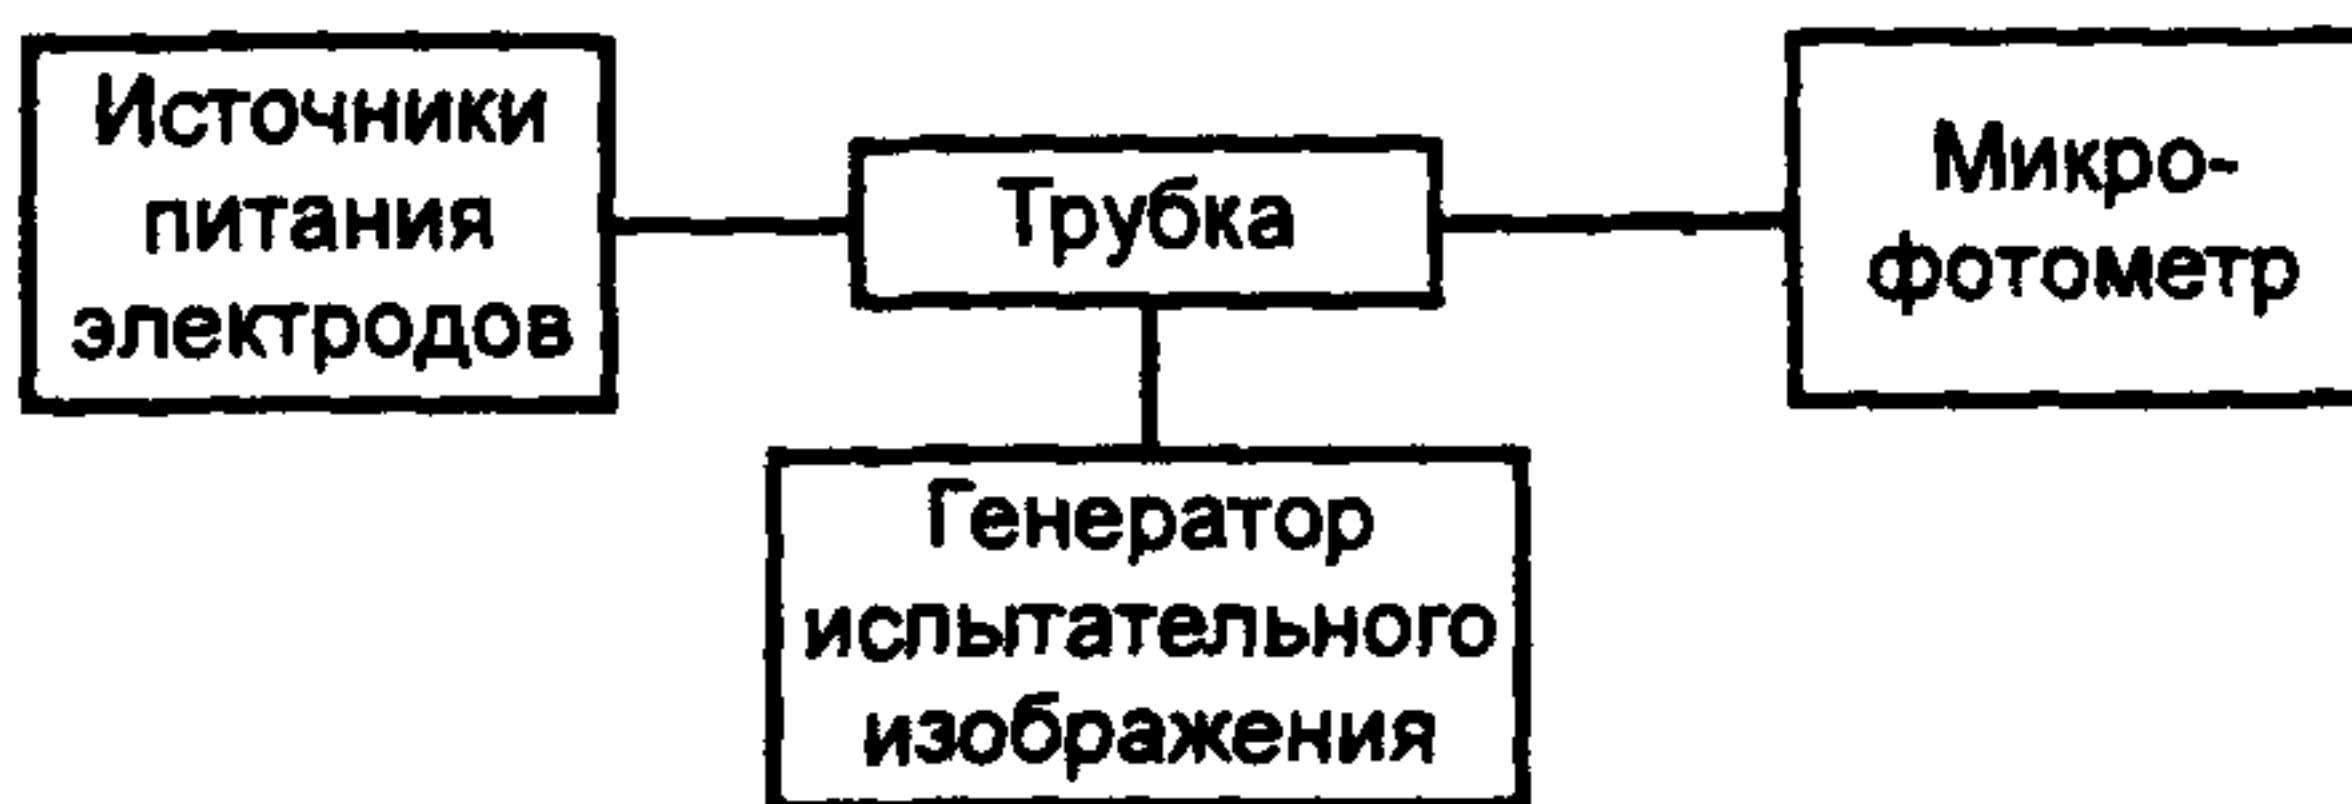 Источники
питания
электродов
Трубка
Микро-
фотометр
Генератор
испытательного
изображения